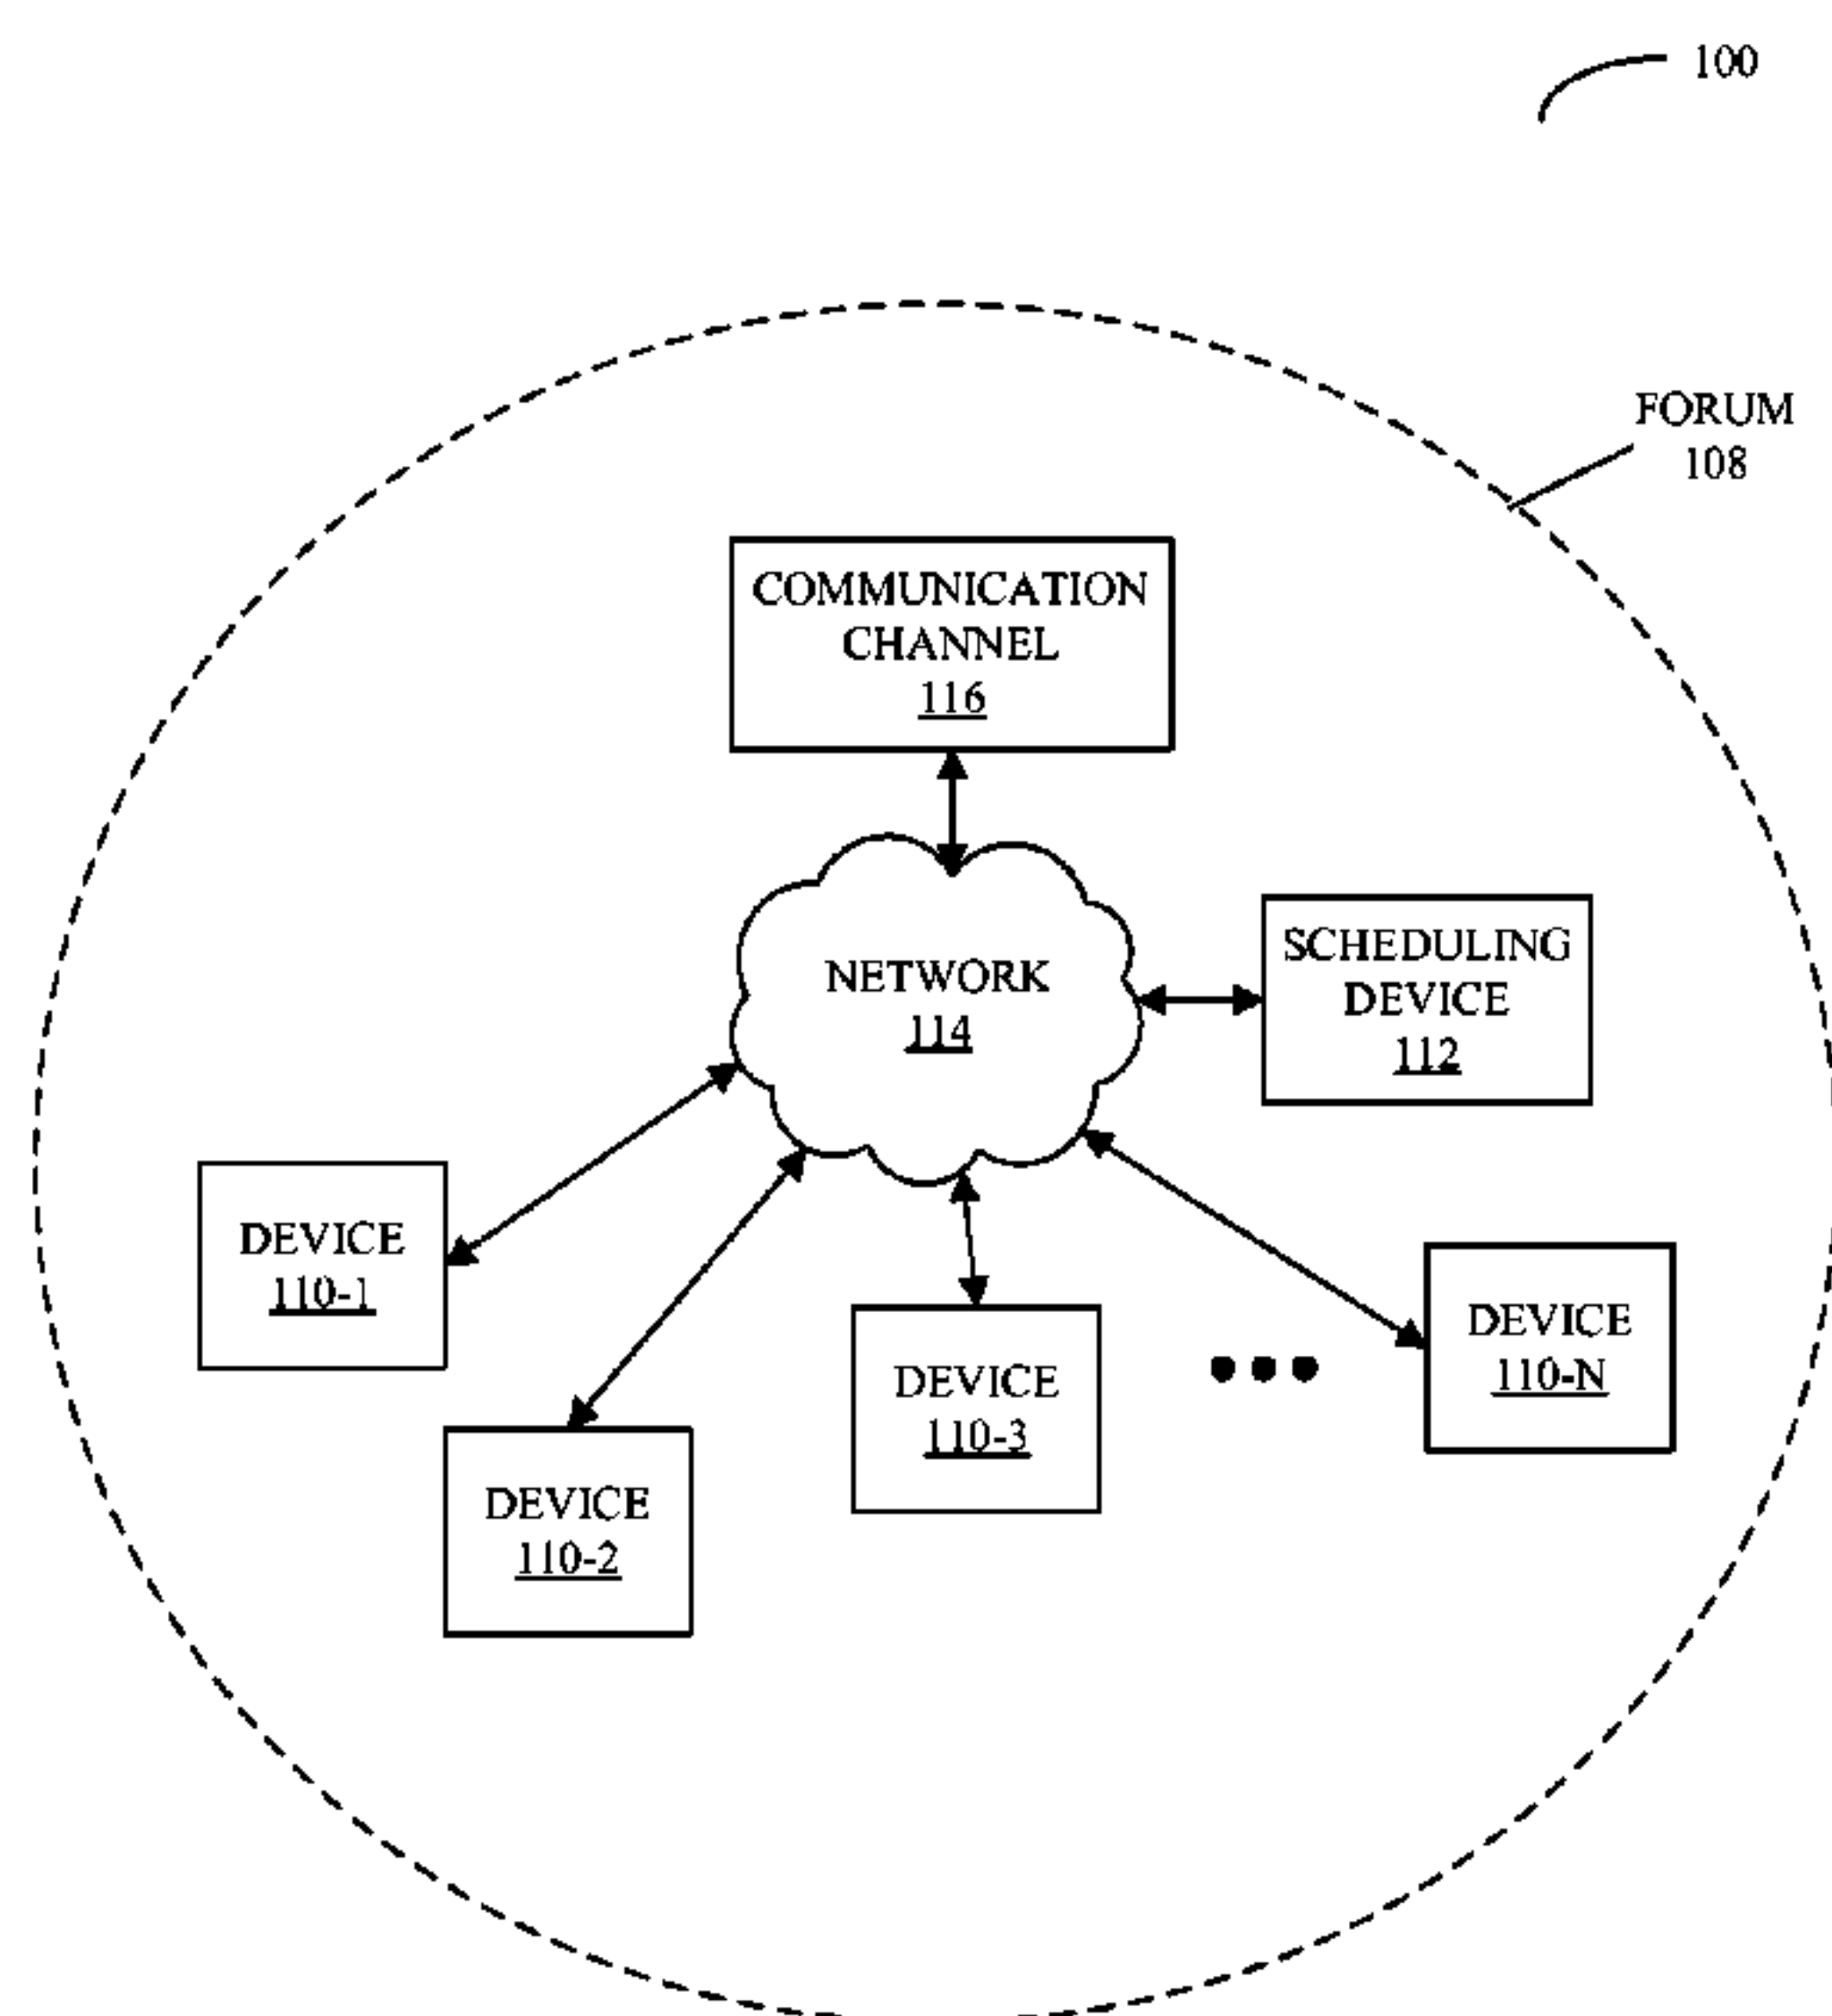 100
FORUM
108
COMMUNICATION
CHANNEL
116
NETWORK
114
SCHEDULING
DEVICE
112
DEVICE
110-1
DEVICE
110-2
DEVICE
110-3
DEVICE
110-N